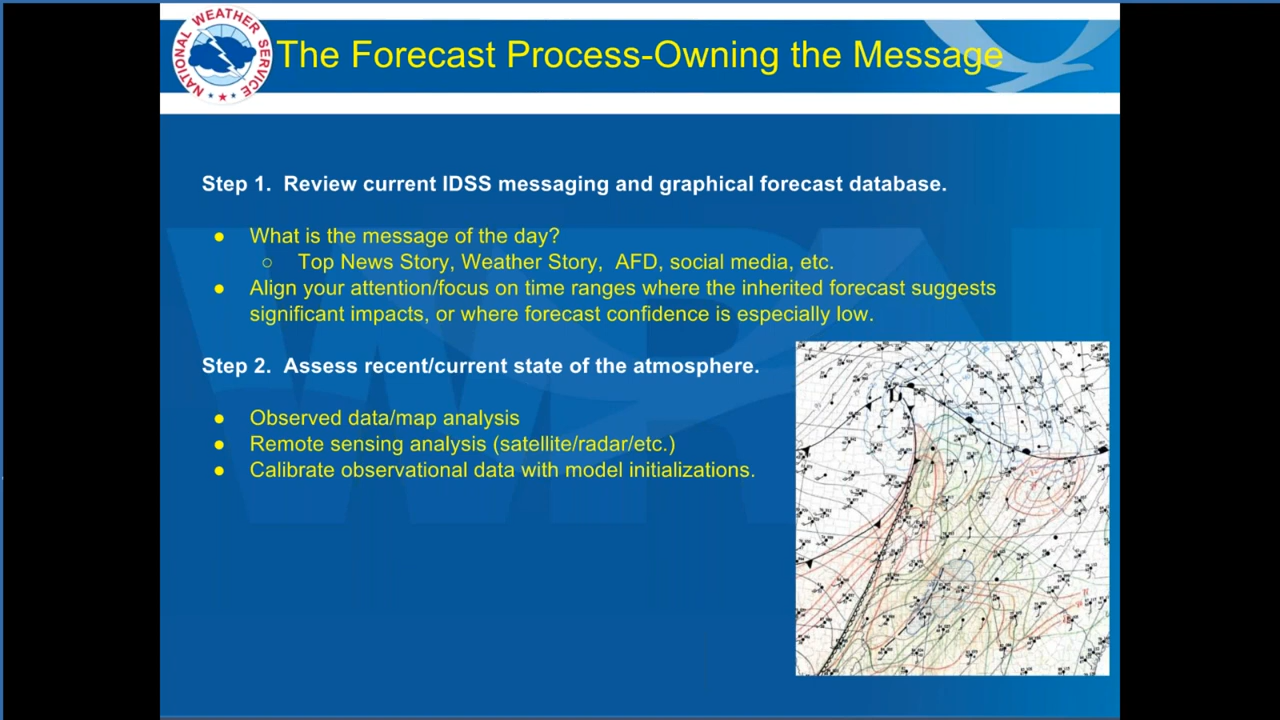 NATIONAL WEATHER SERVICE
The Forecast Process-Owning the Message
Step 1. Review current IDSS messaging and graphical forecast database.
● What is the message of the day?
○ Top News Story, Weather Story, AFD, social media, etc.
● Align your attention/focus on time ranges where the inherited forecast suggests
significant impacts, or where forecast confidence is especially low.
Step 2. Assess recent/current state of the atmosphere.
● Observed data/map analysis
● Remote sensing analysis (satellite/radar/etc.)
● Calibrate observational data with model initializations.
L